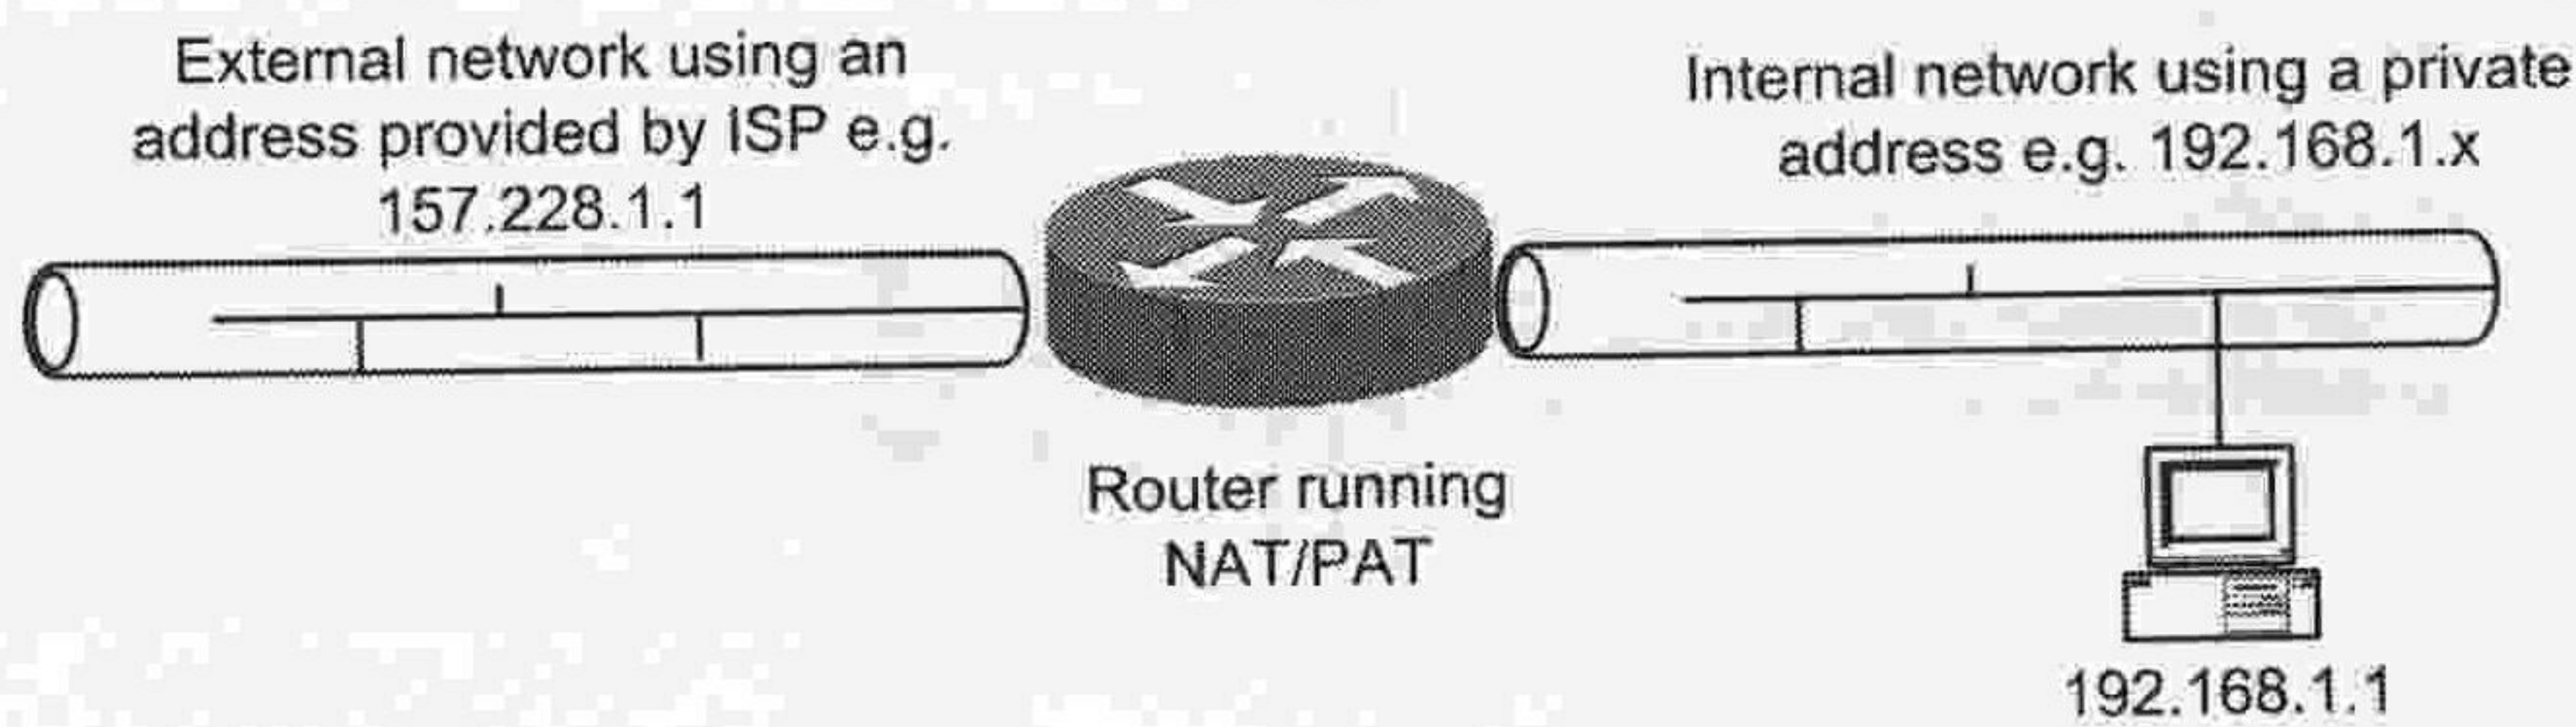 External network using an
address provided by ISP e.g.
157.228.1.1
Internal network using a private
address e.g. 192.168.1.x
Router running
NAT/PAT
192.168.1.1